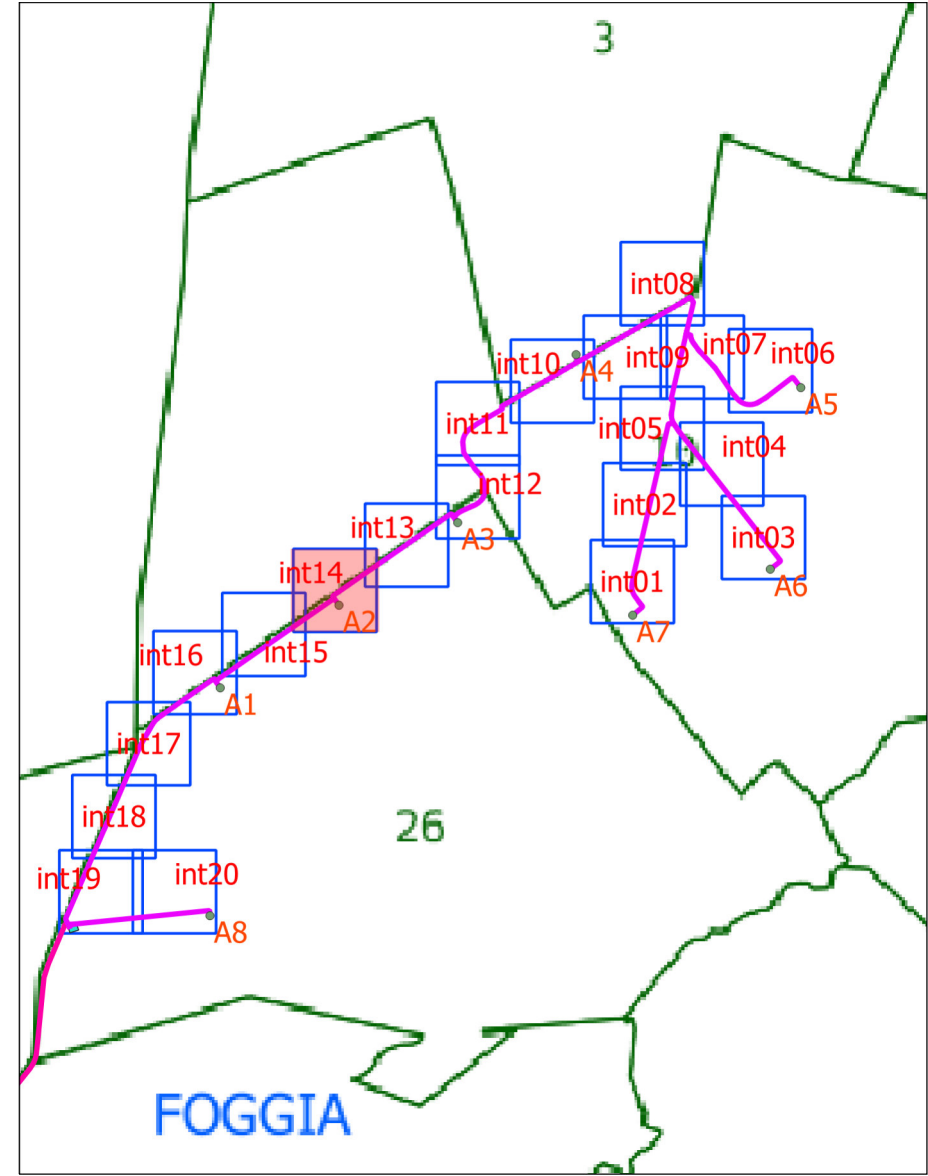 3
int08
int09
int07
int06
int10
A4
A5
int11
int05
int04
int12
int02
int13
A3
int03
int14
int01
A6
A2
A7
int16
int15
A1
int17
int18
26
int19
int20
A8
FOGGIA